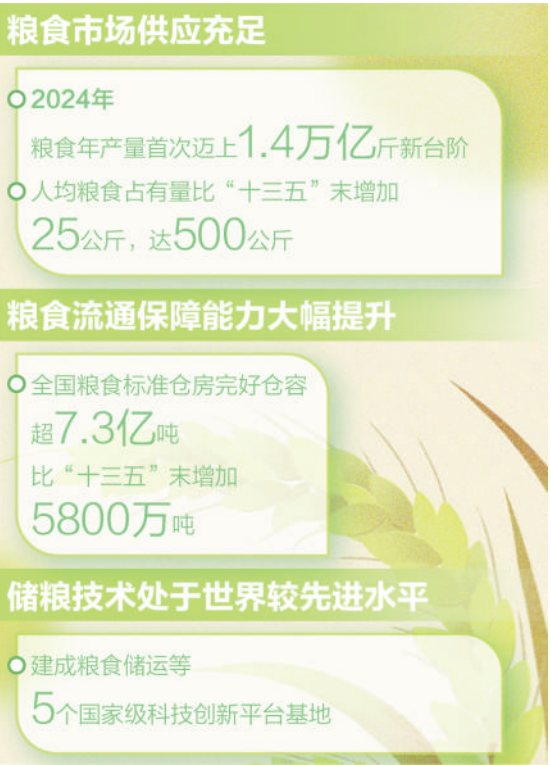 粮食市场供应充足
2024年
粮食年产量首次迈上1.4万亿斤新台阶
人均粮食占有量比“十三五”末增加
25公斤，达500公斤
粮食流通保障能力大幅提升
全国粮食标准仓房完好仓容
超7.3亿吨
比“十三五”末增加
5800万吨
储粮技术处于世界较先进水平
建成粮食储运等
5个国家级科技创新平台基地